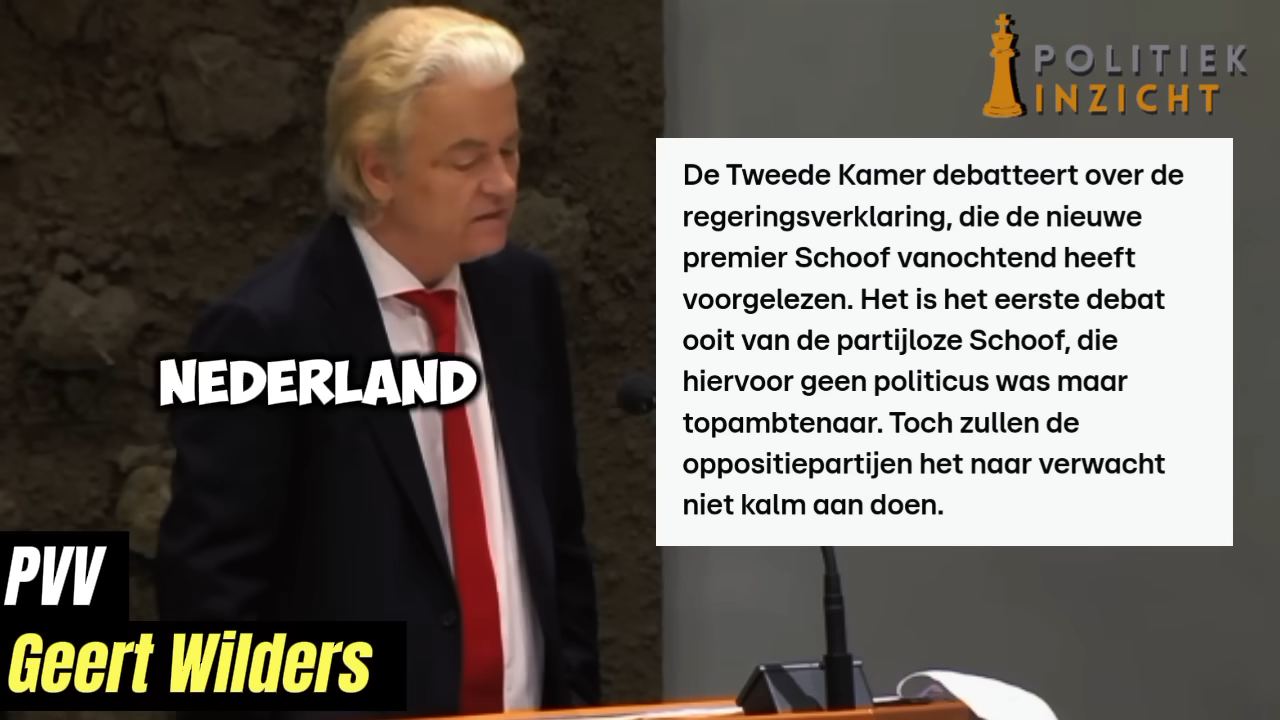 POLITIEK
INZICHT
De Tweede Kamer debatteert over de
regeringsverklaring, die de nieuwe
premier Schoof vanochtend heeft
voorgelezen. Het is het eerste debat
ooit van de partijloze Schoof, die
hiervoor geen politicus was maar
topambtenaar. Toch zullen de
oppositiepartijen het naar verwacht
niet kalm aan doen.
NEDERLAND
PVV
Geert Wilders